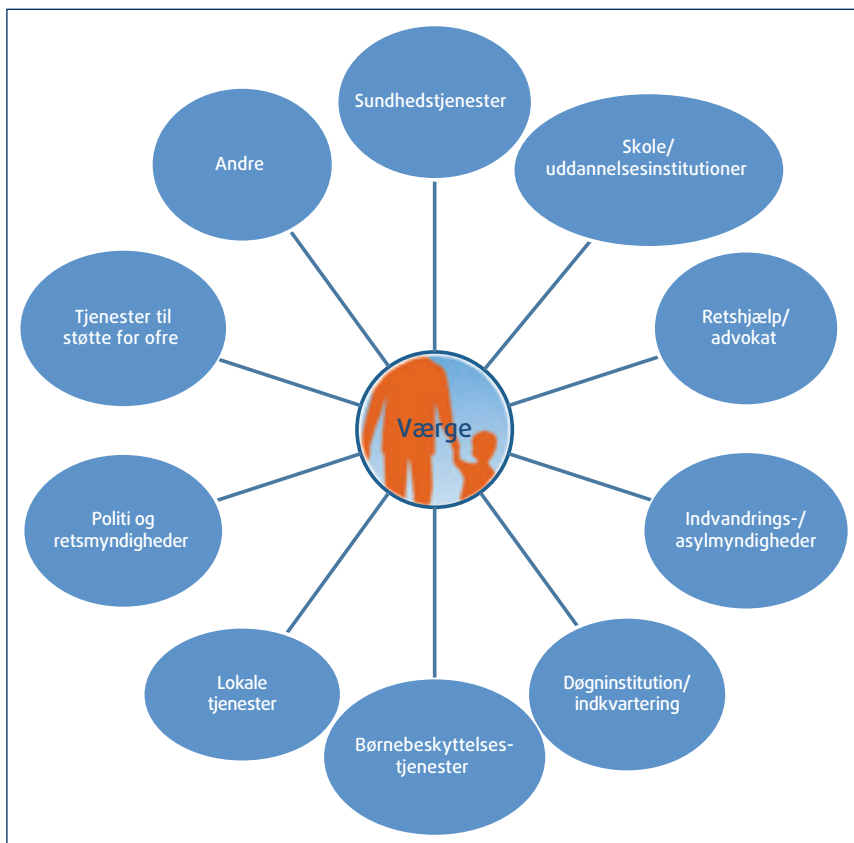 Sundhedstjenester
Skole/
uddannelsesinstitutioner
Andre
Retshjælp/
advokat
Tjenester til
støtte for ofre
Værge
Indvandrings-/
asylmyndigheder
Politi og
retsmyndigheder
Døgninstitution/
indkvartering
Lokale
tjenester
Børnebeskyttelses-
tjenester